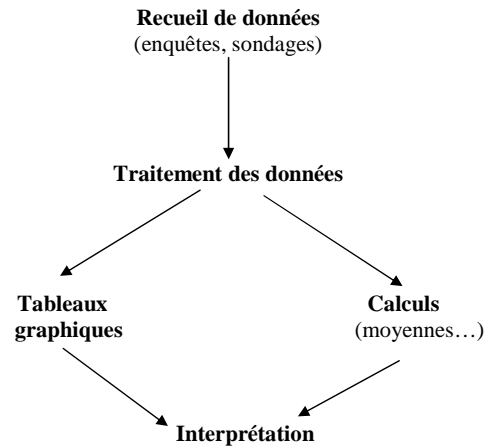 Recueil de données
(enquêtes, sondages)
Traitement des données
Tableaux
graphiques
Calculs
(moyennes…)
Interprétation